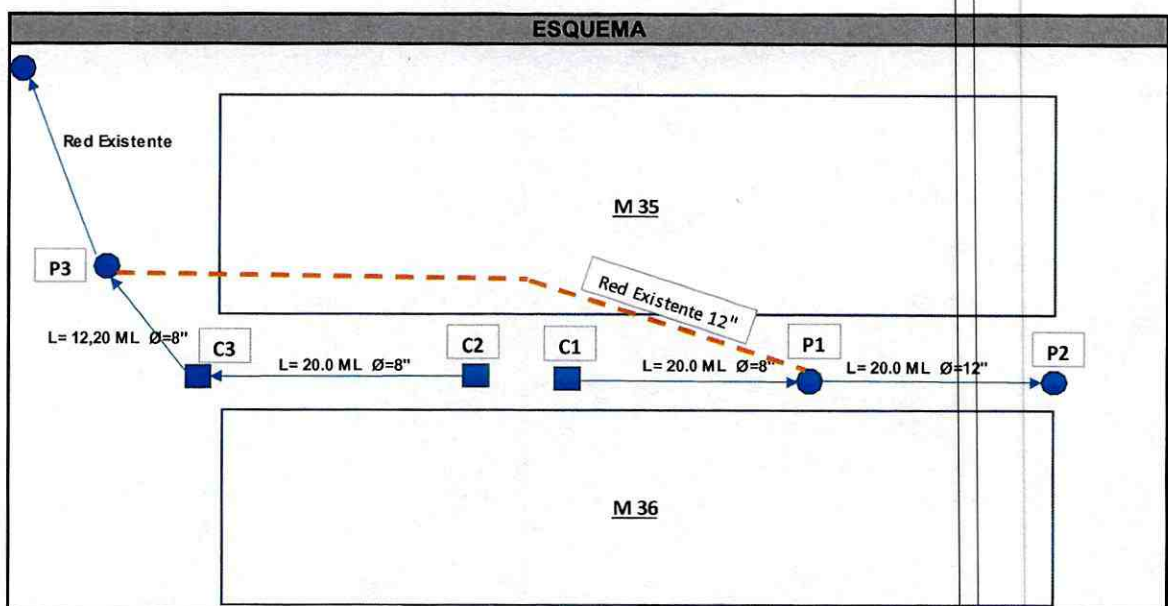 ESQUEMA
Red Existente
M 35
P3
Red Existente 12"
L= 12,20 ML Ø=8"
C3
C2
C1
P1
P2
L= 20.0 ML Ø=8"
L= 20.0 ML Ø=8"
L= 20.0 ML Ø=12"
M 36